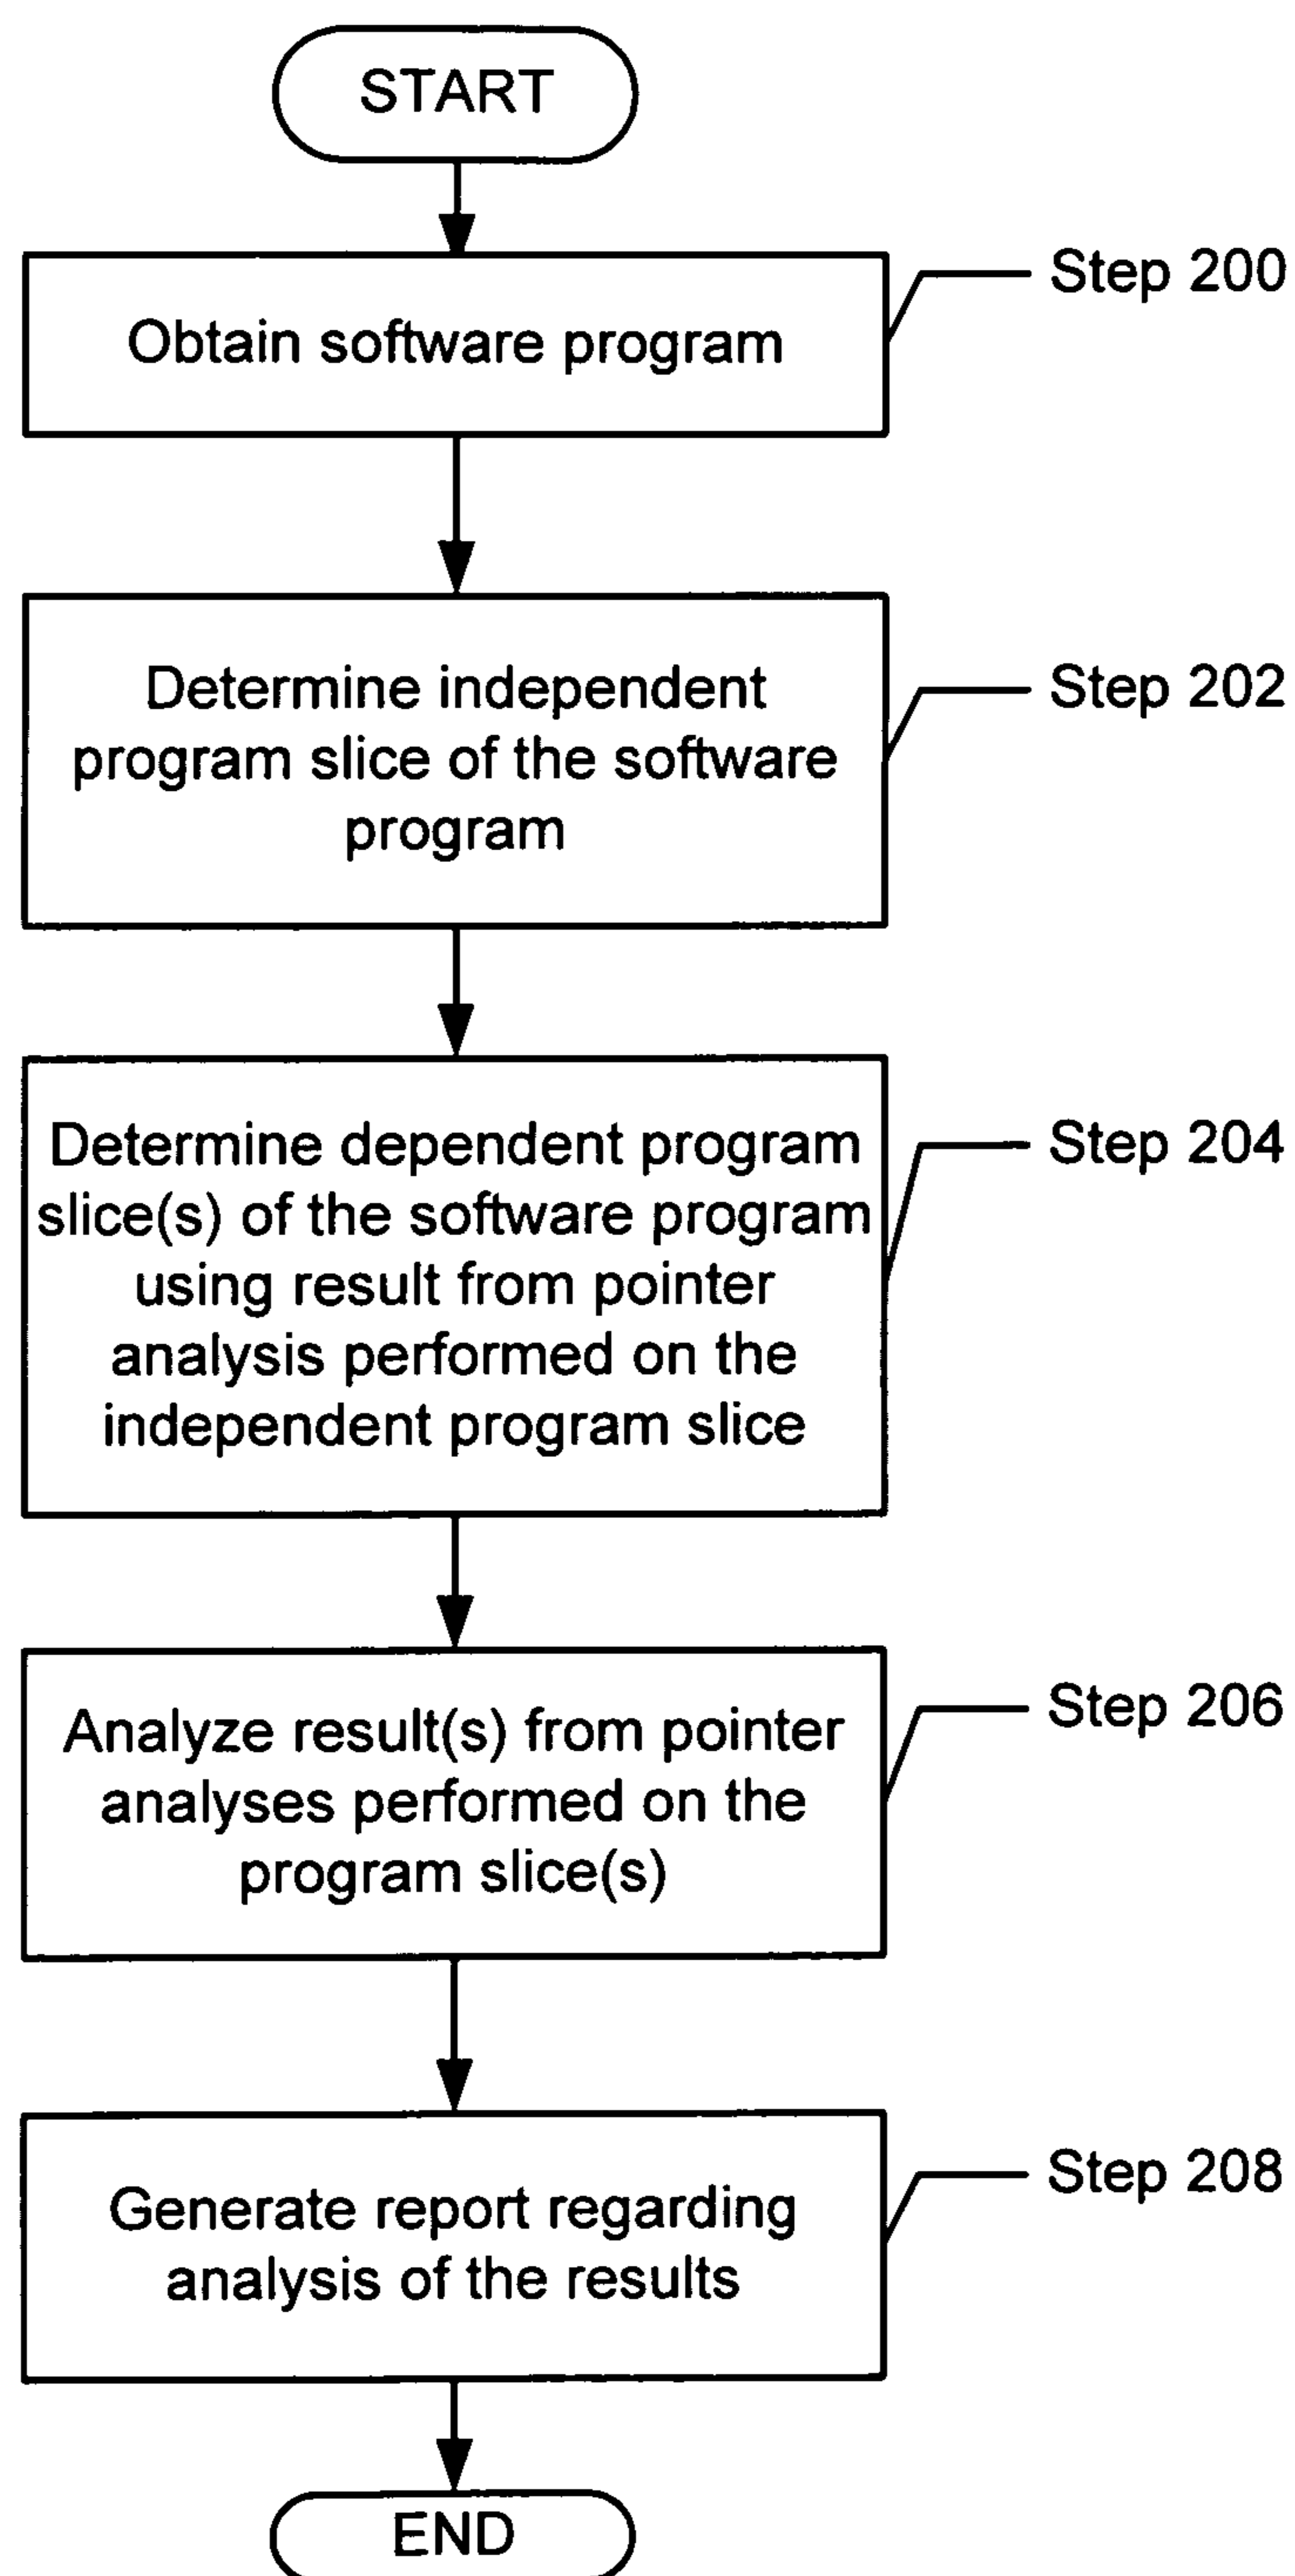 START
Obtain software program
Step 200
Determine independent
program slice of the software
program
Step 202
Determine dependent program
slice(s) of the software program
using result from pointer
analysis performed on the
independent program slice
Step 204
Analyze result(s) from pointer
analyses performed on the
program slice(s)
Step 206
Generate report regarding
analysis of the results
Step 208
END